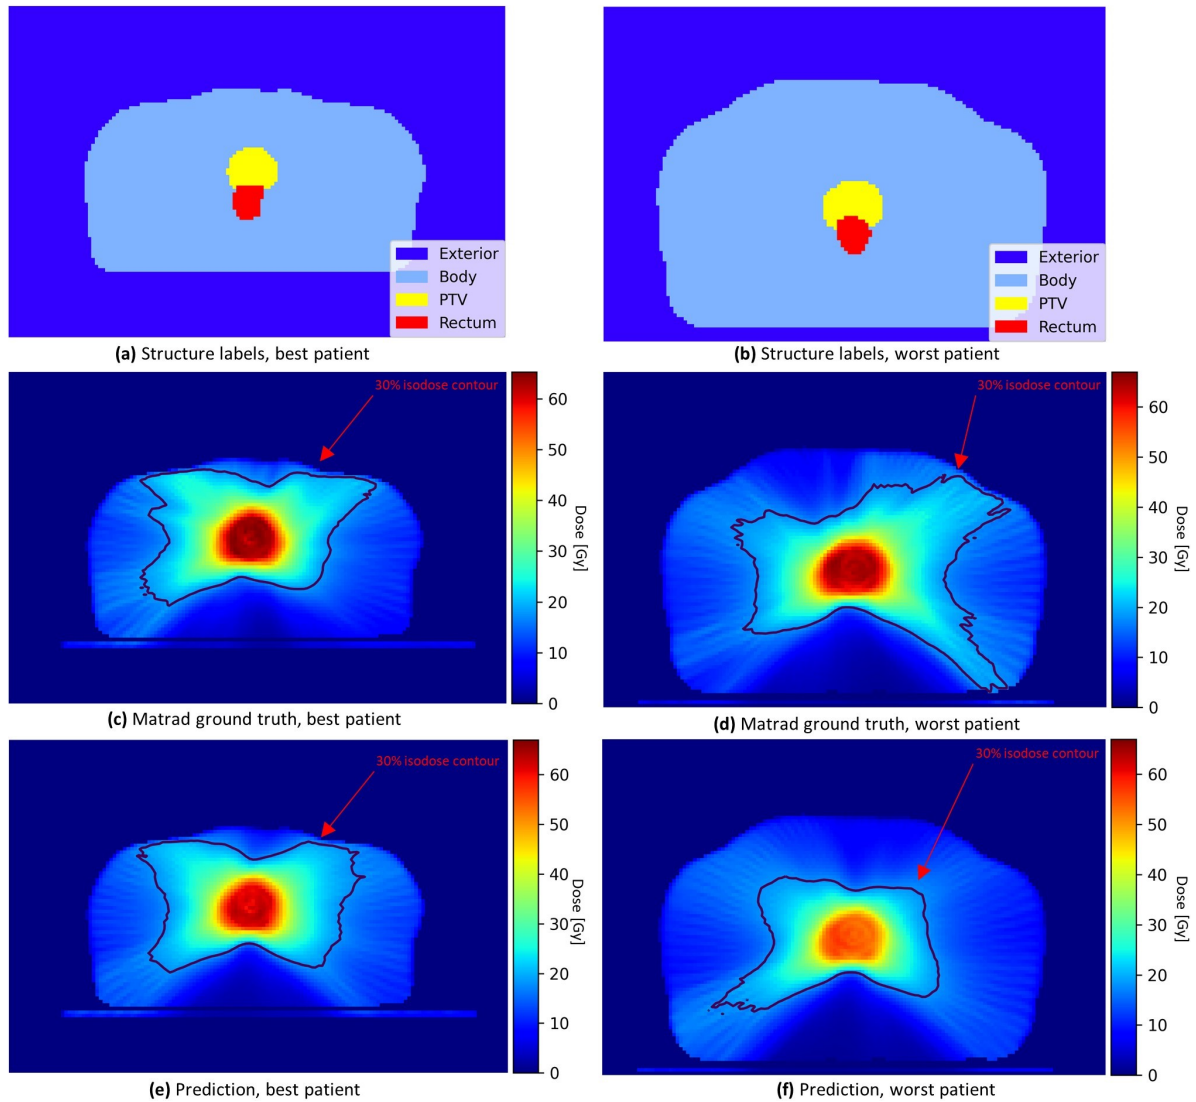 Exterior
Body
PTV
Rectum
Exterior
Body
PTV
Rectum
(a) Structure labels, best patient
(b) Structure labels, worst patient
30% isodose contour
60
50
40
30
20
10
0
Dose [Gy]
30% isodose contour
60
50
40
30
20
10
0
Dose [Gy]
(c) Matrad ground truth, best patient
(d) Matrad ground truth, worst patient
30% isodose contour
60
50
40
30
20
10
0
Dose [Gy]
30% isodose contour
60
50
40
30
20
10
0
Dose [Gy]
(e) Prediction, best patient
(f) Prediction, worst patient